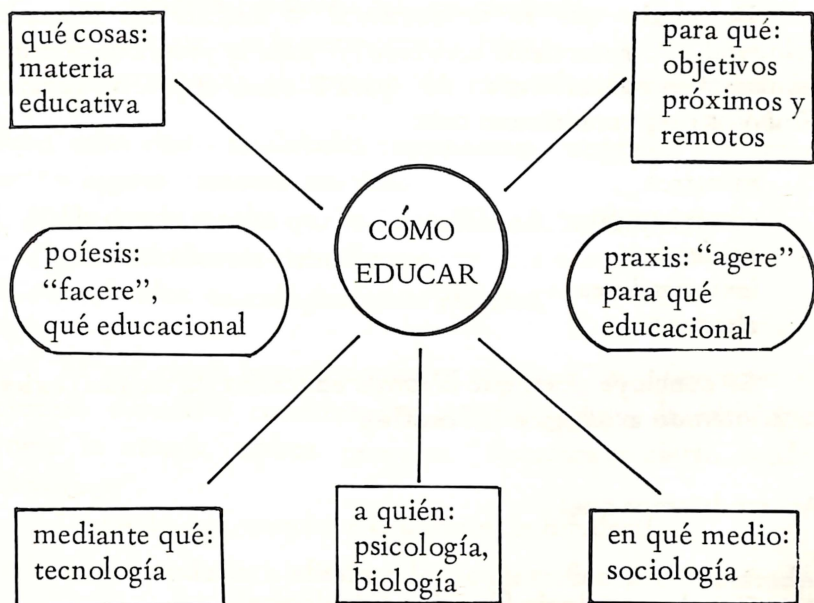 qué cosas:
materia
educativa
para qué:
objetivos
próximos y
remotos
CÓMO
EDUCAR
poíesis:
“facere”,
qué educacional
praxis: “agere”
para qué
educacional
mediante qué:
tecnología
a quién:
psicología,
biología
en qué medio:
sociología